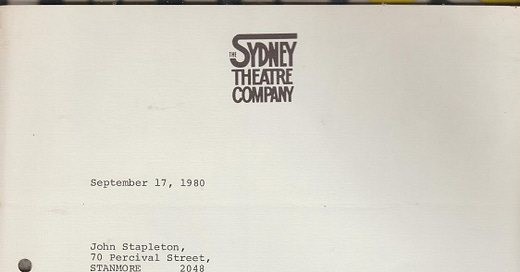 THE SYDNEY
THEATRE
COMPANY
September 17, 1980
John Stapleton,
70 Percival Street,
STANMORE 2048